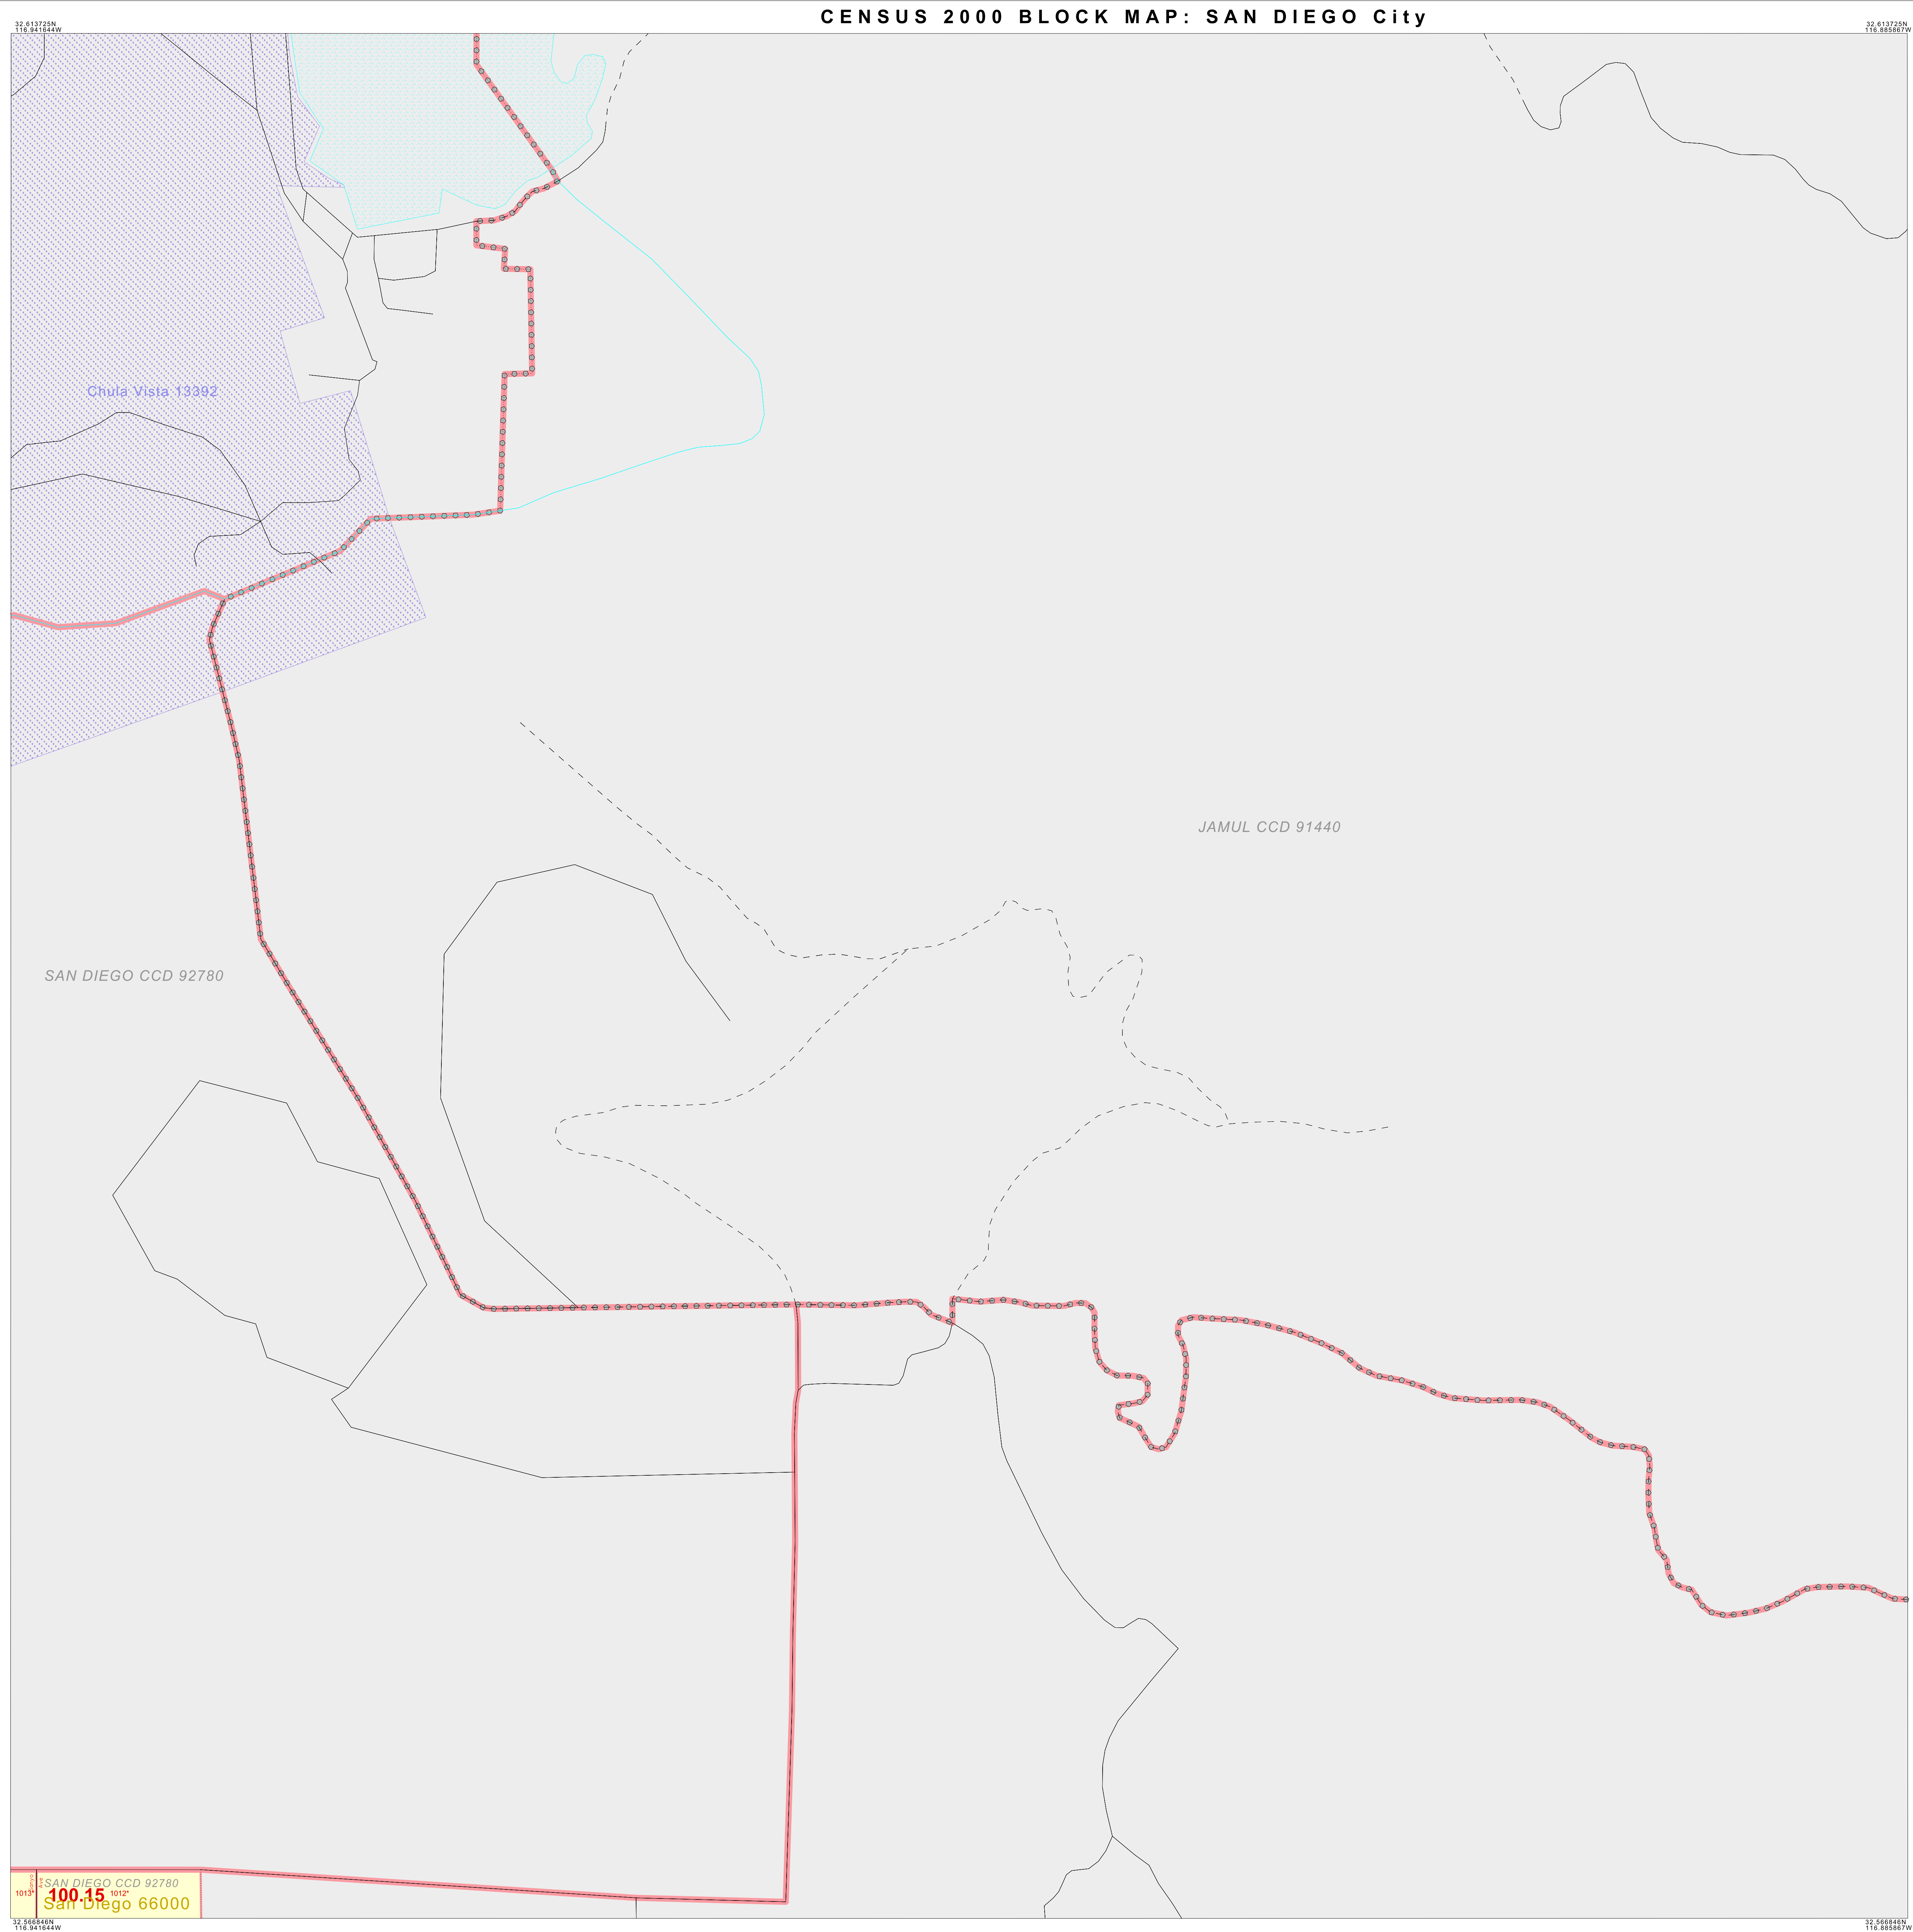 CENSUS 2000 BLOCK MAP: SAN DIEGO City
32.613725N
116.941644W
32.613725N
116.885867W
Chula Vista 13392
JAMUL CCD 91440
SAN DIEGO CCD 92780
SAN DIEGO CCD 92780
1013*
100.15
1012*
San Diego 66000
32.566846N
116.941644W
32.566846N
116.885867W